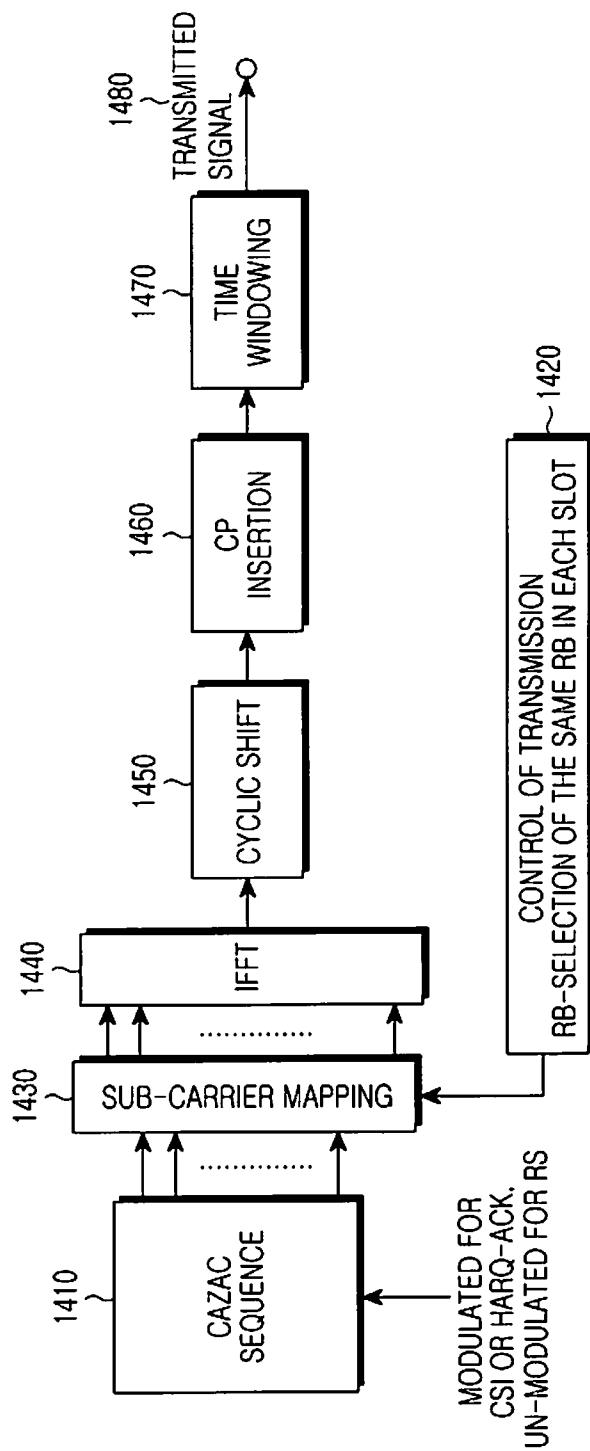 1410
CAZAC
SEQUENCE
MODULATED FOR
CSI OR HARQ-ACK,
UN-MODULATED FOR RS
1430
SUB-CARRIER MAPPING
1440
IFFT
1450
CYCLIC SHIFT
1460
CP
INSERTION
1470
TIME
WINDOWING
1480
TRANSMITTED
SIGNAL
1420
CONTROL OF TRANSMISSION
RB-SELECTION OF THE SAME RB IN EACH SLOT